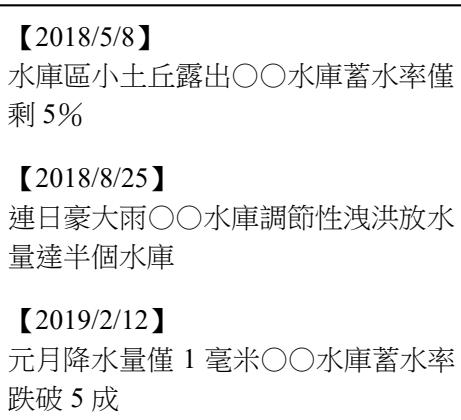 【2018/5/8】
水庫區小土丘露出○○水庫蓄水率僅
剩 5%
【2018/8/25】
連日豪大雨○○水庫調節性洩洪放水
量達半個水庫
【2019/2/12】
元月降水量僅 1 毫米○○水庫蓄水率
跌破 5 成